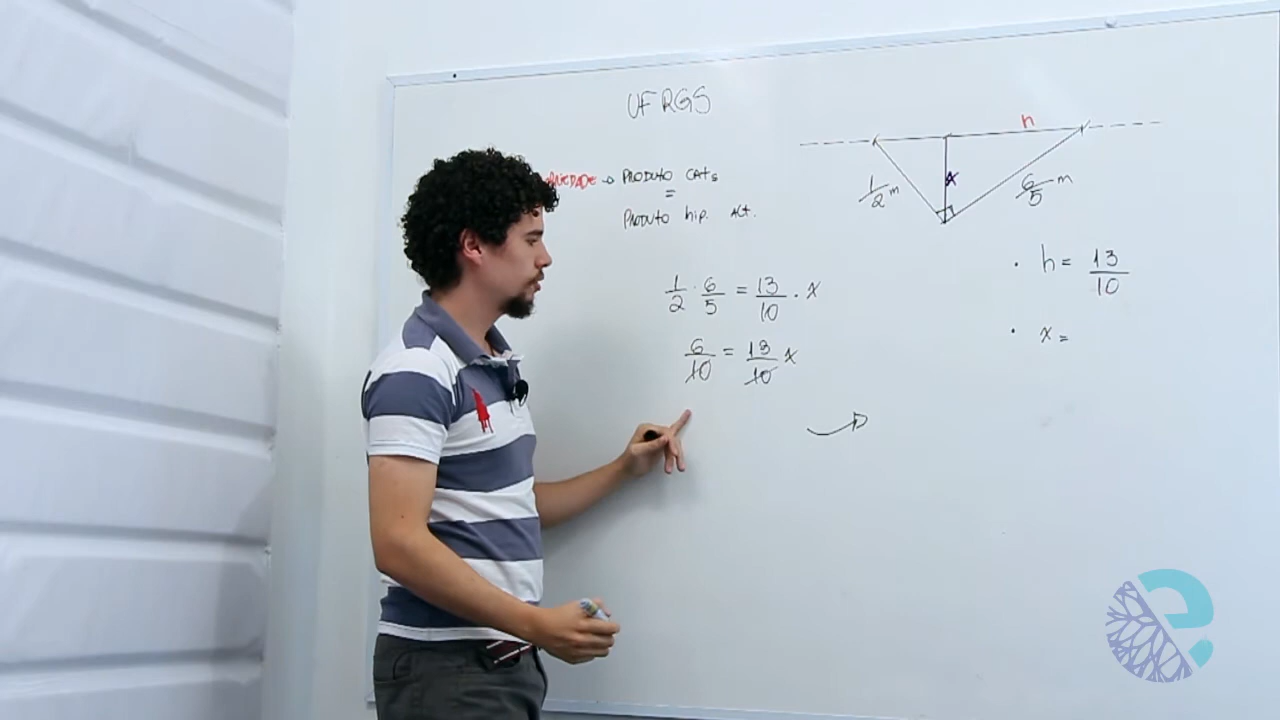 UFRGS
→ PRODUTO CATs
=
PRODUTO hip. Alt.
1/2 · 6/5 = 13/10 . x
6/10 = 13/10 x
h
x
1/2 m
6/5 m
· h = 13/10
· x =